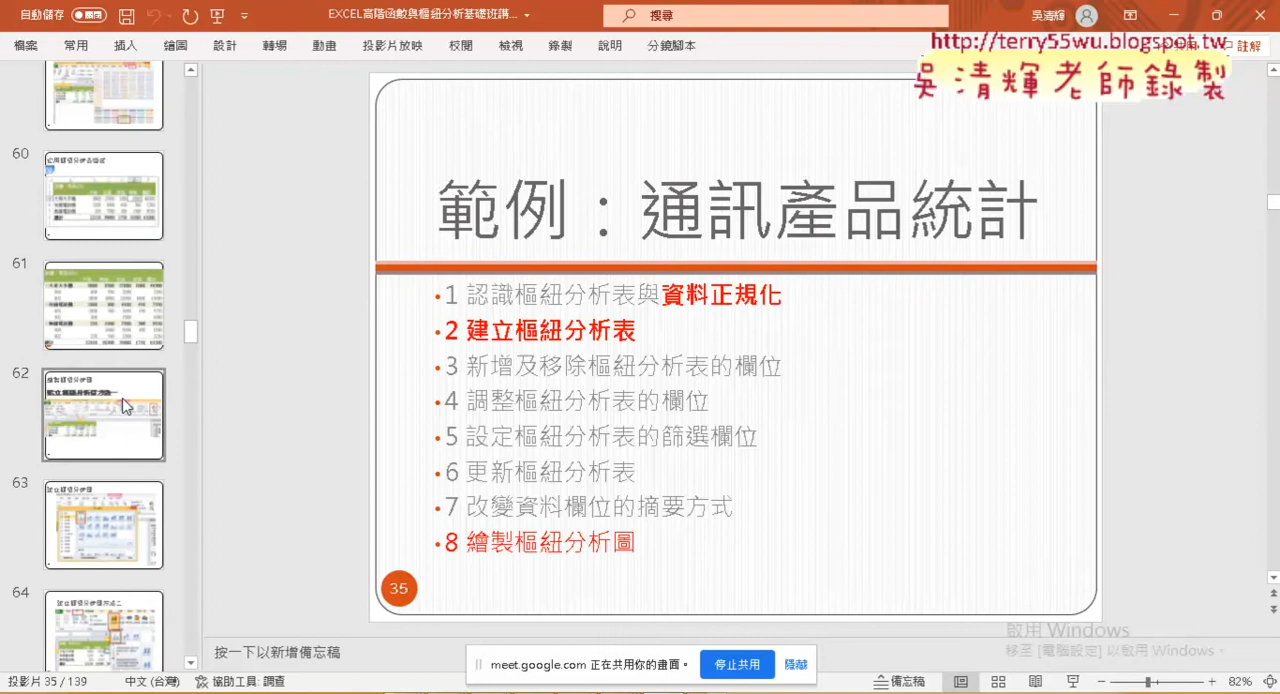 自動儲存
EXCEL高階函數與樞紐分析基礎班講...
搜尋
吳清輝
檔案 常用 插入 繪圖 設計 轉場 動畫 投影片放映 校閱 檢視 錄製 說明 分鏡腳本
註解
http://terry55wu.blogspot.tw
吳清輝老師錄製
60
61
62
63
64
範例：通訊產品統計
•1 認識樞紐分析表與資料正規化
•2 建立樞紐分析表
•3 新增及移除樞紐分析表的欄位
•4 調整樞紐分析表的欄位
•5 設定樞紐分析表的篩選欄位
•6 更新樞紐分析表
•7 改變資料欄位的摘要方式
•8 繪製樞紐分析圖
35
啟用 Windows
移至 [電腦設定] 以啟用 Windows。
按一下以新增備忘稿
meet.google.com 正在共用你的畫面。 停止共用 隱藏
投影片 35 / 139 中文 (台灣) 協助工具: 調查 備忘稿 82%